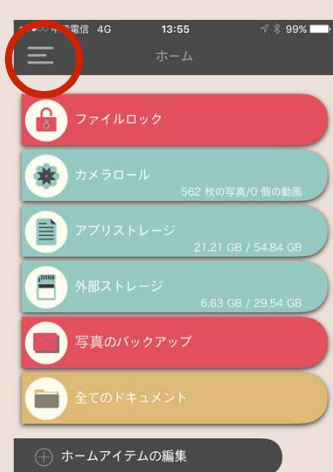 中華電信 4G 13:55 99%
ホーム
ファイルロック
カメラロール
562 枚の写真/0 個の動画
アプリストレージ
21.21 GB / 54.84 GB
外部ストレージ
6.63 GB / 29.54 GB
写真のバックアップ
全てのドキュメント
ホームアイテムの編集